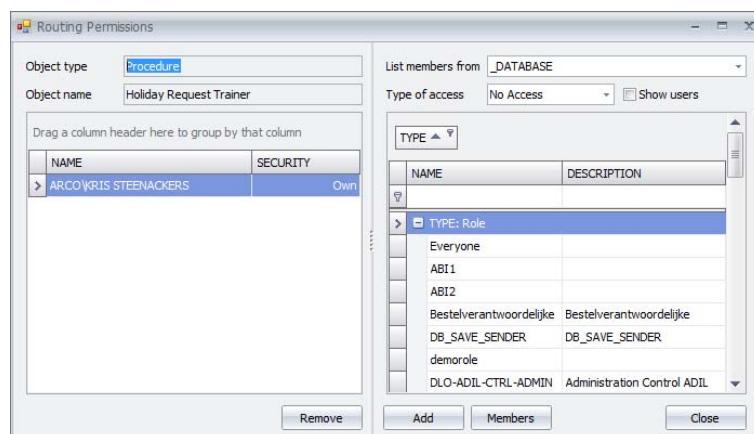 Routing Permissions
Object type Procedure
Object name Holiday Request Trainer
Drag a column header here to group by that column
NAME SECURITY
ARCO\KRIS STEENACKERS Own
Remove
List members from _DATABASE
Type of access No Access Show users
TYPE
NAME DESCRIPTION
TYPE: Role
Everyone
ABI1
ABI2
Bestelverantwoordelijke Bestelverantwoordelijke
DB_SAVE_SENDER DB_SAVE_SENDER
demorole
DLO-ADIL-CTRL-ADMIN Administration Control ADIL
Add Members Close